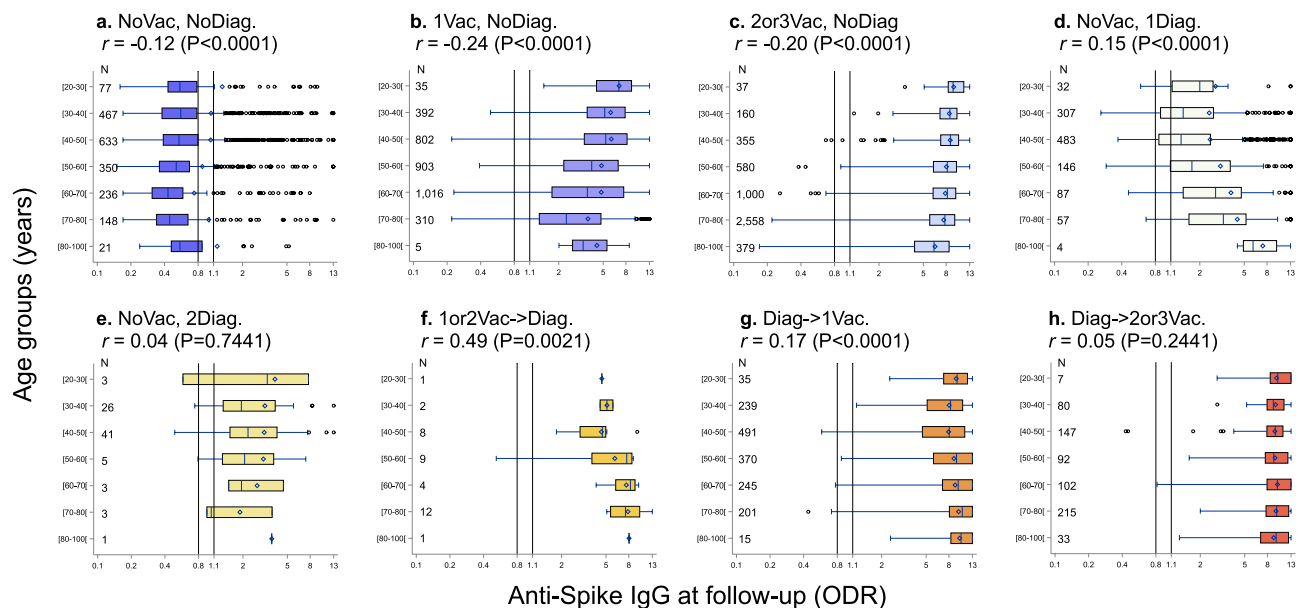 a. NoVac, NoDiag.
r = -0.12 (P<0.0001)
N
[20-30[ 77
[30-40[ 467
[40-50[ 633
[50-60[ 350
[60-70[ 236
[70-80[ 148
[80-100[ 21
0.1 0.2 0.4 0.8 1.1 2 5 8 13
b. 1Vac, NoDiag.
r = -0.24 (P<0.0001)
N
[20-30[ 35
[30-40[ 392
[40-50[ 802
[50-60[ 903
[60-70[ 1,016
[70-80[ 310
[80-100[ 5
0.1 0.2 0.4 0.8 1.1 2 5 8 13
c. 2or3Vac, NoDiag
r = -0.20 (P<0.0001)
N
[20-30[ 37
[30-40[ 160
[40-50[ 355
[50-60[ 580
[60-70[ 1,000
[70-80[ 2,558
[80-100[ 379
0.1 0.2 0.4 0.8 1.1 2 5 8 13
d. NoVac, 1Diag.
r = 0.15 (P<0.0001)
N
[20-30[ 32
[30-40[ 307
[40-50[ 483
[50-60[ 146
[60-70[ 87
[70-80[ 57
[80-100[ 4
0.1 0.2 0.4 0.8 1.1 2 5 8 13
Age groups (years)
e. NoVac, 2Diag.
r = 0.04 (P=0.7441)
N
[20-30[ 3
[30-40[ 26
[40-50[ 41
[50-60[ 5
[60-70[ 3
[70-80[ 3
[80-100[ 1
0.1 0.2 0.4 0.8 1.1 2 5 8 13
f. 1or2Vac->Diag.
r = 0.49 (P=0.0021)
N
[20-30[ 1
[30-40[ 2
[40-50[ 8
[50-60[ 9
[60-70[ 4
[70-80[ 12
[80-100[ 1
0.1 0.2 0.4 0.8 1.1 2 5 8 13
g. Diag->1Vac.
r = 0.17 (P<0.0001)
N
[20-30[ 35
[30-40[ 239
[40-50[ 491
[50-60[ 370
[60-70[ 245
[70-80[ 201
[80-100[ 15
0.1 0.2 0.4 0.8 1.1 2 5 8 13
h. Diag->2or3Vac.
r = 0.05 (P=0.2441)
N
[20-30[ 7
[30-40[ 80
[40-50[ 147
[50-60[ 92
[60-70[ 102
[70-80[ 215
[80-100[ 33
0.1 0.2 0.4 0.8 1.1 2 5 8 13
Anti-Spike IgG at follow-up (ODR)